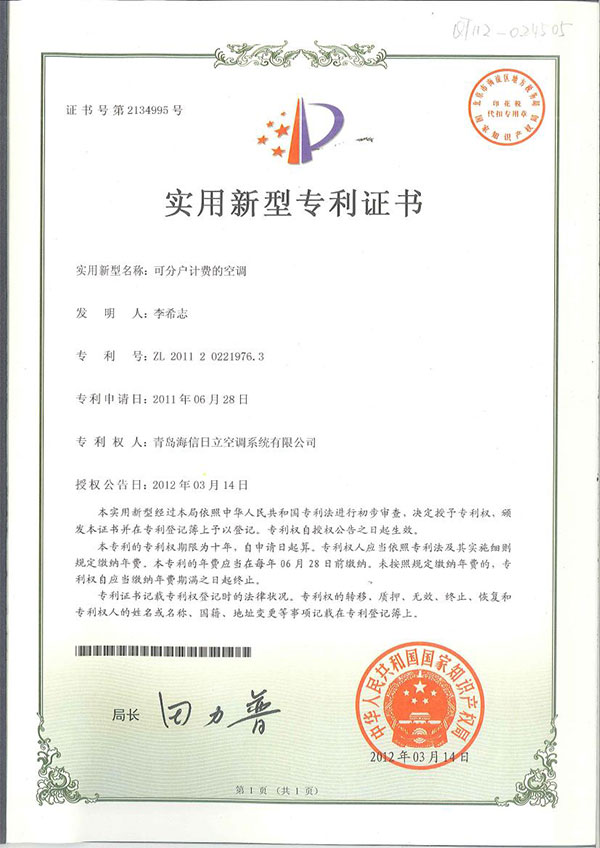 QT112-024505
证书号第2134995号
北京市海淀区地方税务局
印花税
代扣专用章
国家知识产权局
实用新型专利证书
实用新型名称：可分户计费的空调
发明人：李希志
专利号：ZL 2011 2 0221976.3
专利申请日：2011年06月28日
专利权人：青岛海信日立空调系统有限公司
授权公告日：2012年03月14日
本实用新型经过本局依照中华人民共和国专利法进行初步审查，决定授予专利权，颁
发本证书并在专利登记簿上予以登记。专利权自授权公告之日起生效。
本专利的专利权期限为十年，自申请日起算。专利权人应当依照专利法及其实施细则
规定缴纳年费。本专利的年费应当在每年06月28日前缴纳。未按照规定缴纳年费的，专
利权自应当缴纳年费期满之日起终止。
专利证书记载专利权登记时的法律状况。专利权的转移、质押、无效、终止、恢复和
专利权人的姓名或名称、国籍、地址变更等事项记载在专利登记簿上。
局长
田力普
中华人民共和国国家知识产权局
2012年03月14日
第1页（共1页）